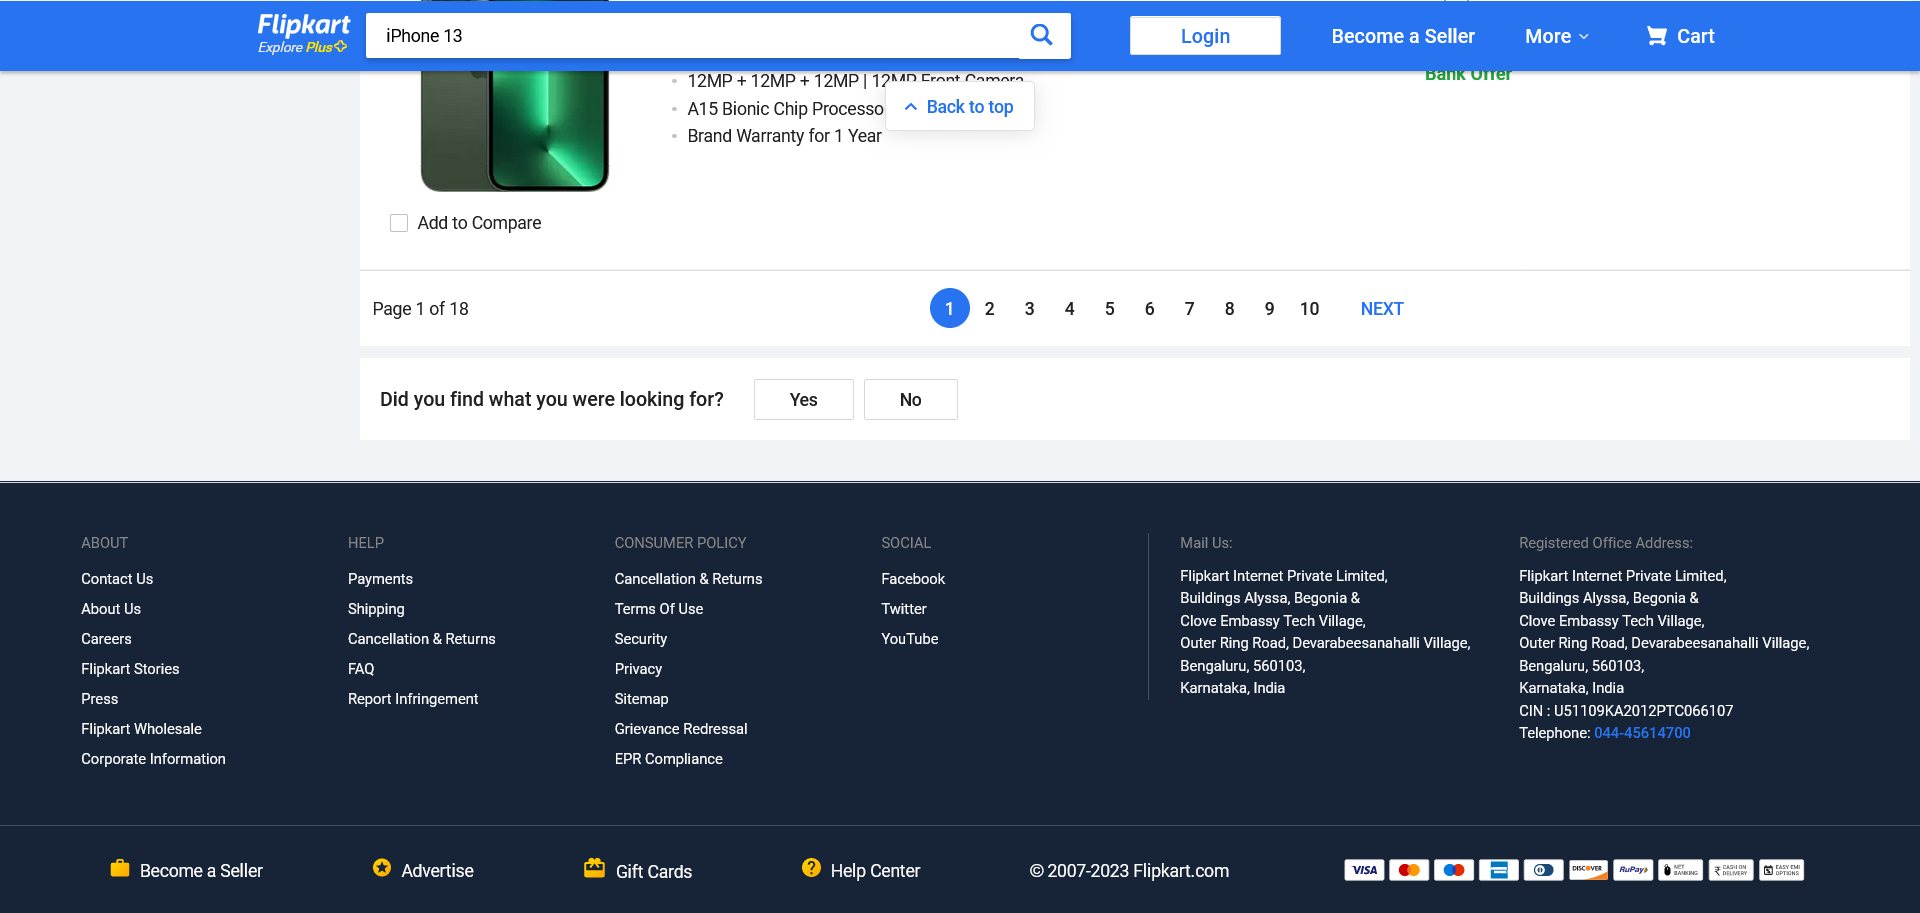 Flipkart
Explore Plus
iPhone 13
Login
Become a Seller
More
Cart
12MP + 12MP + 12MP | 12MP Front Camera
Bank Offer
A15 Bionic Chip Processo
Back to top
Brand Warranty for 1 Year
Add to Compare
Page 1 of 18
1 2 3 4 5 6 7 8 9 10 NEXT
Did you find what you were looking for?
Yes
No
ABOUT
Contact Us
About Us
Careers
Flipkart Stories
Press
Flipkart Wholesale
Corporate Information
HELP
Payments
Shipping
Cancellation & Returns
FAQ
Report Infringement
CONSUMER POLICY
Cancellation & Returns
Terms Of Use
Security
Privacy
Sitemap
Grievance Redressal
EPR Compliance
SOCIAL
Facebook
Twitter
YouTube
Mail Us:
Flipkart Internet Private Limited,
Buildings Alyssa, Begonia &
Clove Embassy Tech Village,
Outer Ring Road, Devarabeesanahalli Village,
Bengaluru, 560103,
Karnataka, India
Registered Office Address:
Flipkart Internet Private Limited,
Buildings Alyssa, Begonia &
Clove Embassy Tech Village,
Outer Ring Road, Devarabeesanahalli Village,
Bengaluru, 560103,
Karnataka, India
CIN : U51109KA2012PTC066107
Telephone: 044-45614700
Become a Seller
Advertise
Gift Cards
Help Center
© 2007-2023 Flipkart.com
VISA
DISCOVER
RuPay
NET
BANKING
CASH ON
DELIVERY
EASY EMI
OPTIONS